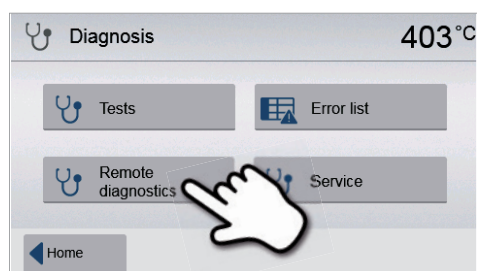 Diagnosis
403°C
Tests
Error list
Remote
diagnostics
Service
Home